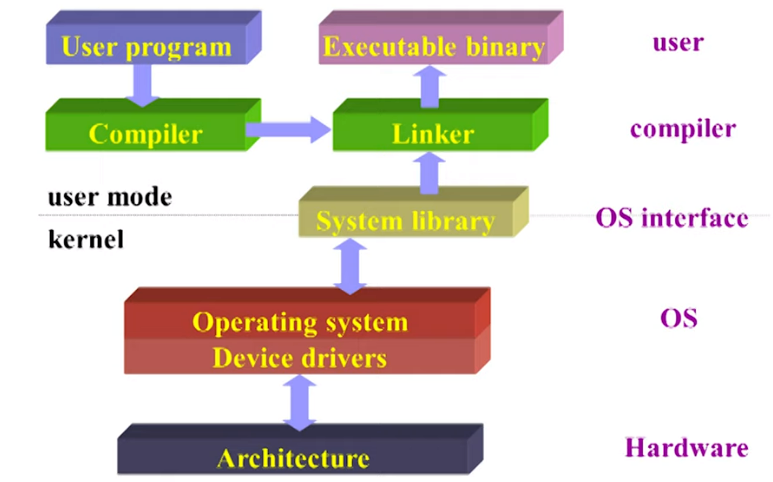 User program
Executable binary
user
Compiler
Linker
compiler
user mode
System library
OS interface
kernel
Operating system
OS
Device drivers
Architecture
Hardware